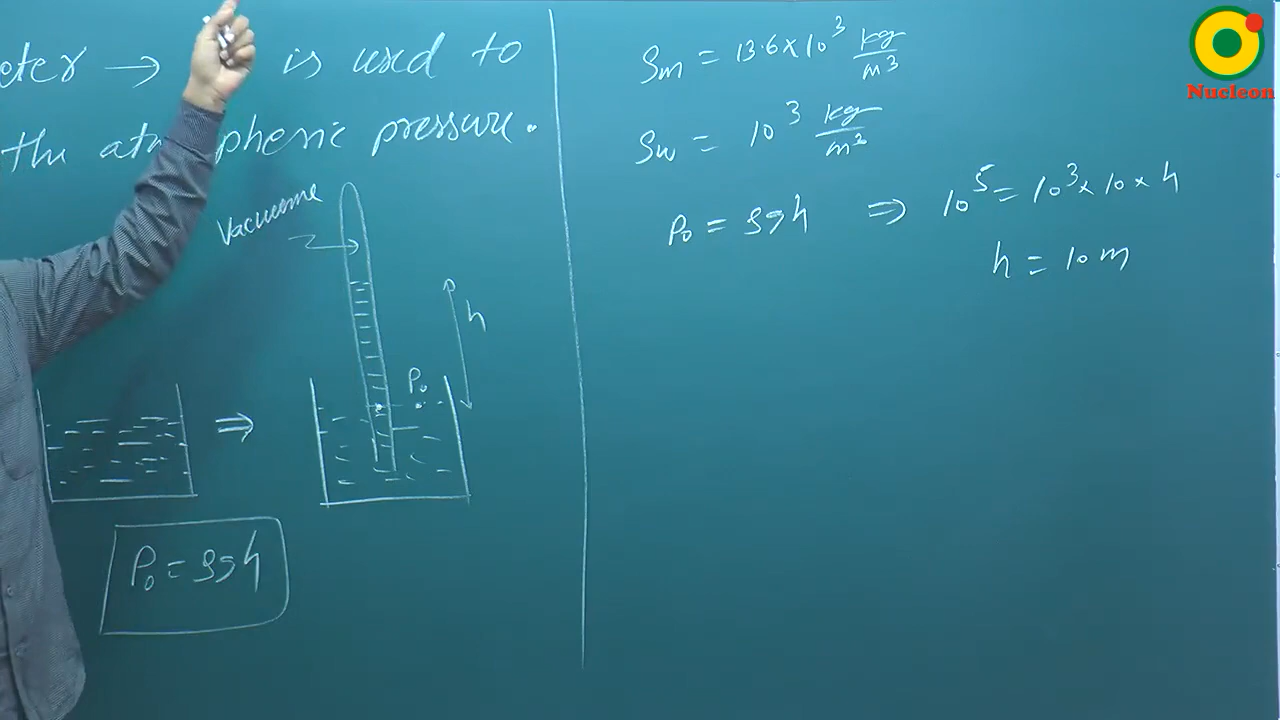 → is used to
the atmospheric pressure.
Vacuume
h
P₀
P₀ = ρgh
ρm = 13.6 × 10³ kg/m³
ρw = 10³ kg/m³
P₀ = ρgh ⇒ 10⁵ = 10³ × 10 × h
h = 10 m
Nucleon